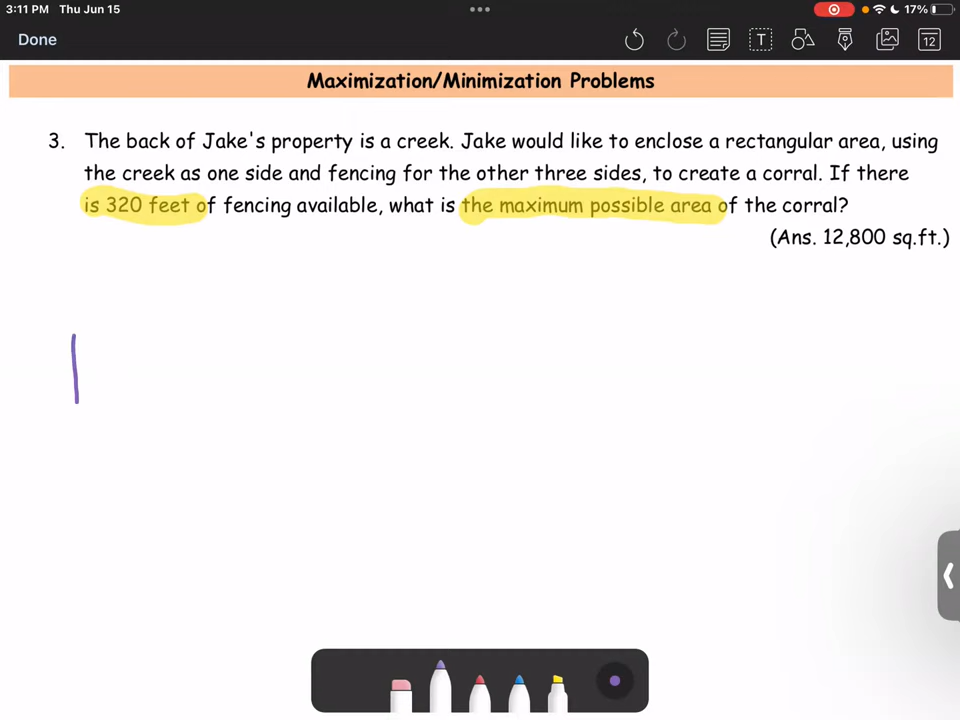 3:11 PM Thu Jun 15
17%
Done
T
12
Maximization/Minimization Problems
3. The back of Jake's property is a creek. Jake would like to enclose a rectangular area, using
the creek as one side and fencing for the other three sides, to create a corral. If there
is 320 feet of fencing available, what is the maximum possible area of the corral?
(Ans. 12,800 sq.ft.)